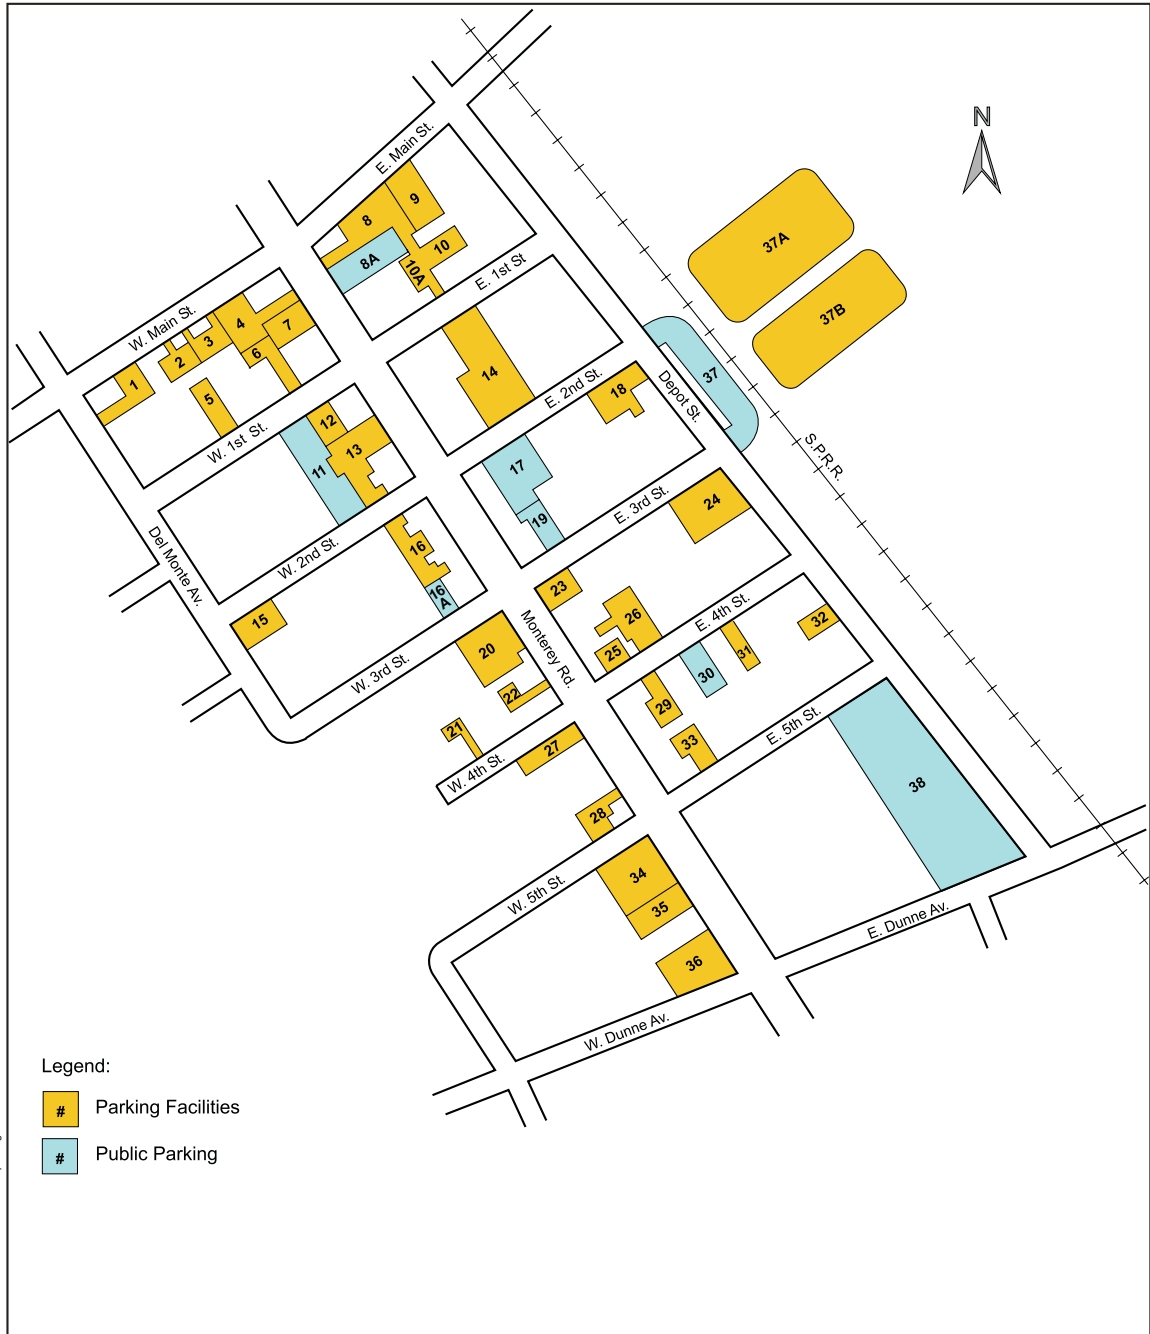 N
E. Main St.
9
8
10
8A
10A
37A
E. 1st St
37B
W. Main St.
4
7
3
2
6
1
5
14
37
18
E. 2nd St.
Depot St.
12
W. 1st St.
13
11
17
S.P.R.R.
24
E. 3rd St.
19
16
W. 2nd St.
Del Monte Av.
16
A
23
15
26
E. 4th St.
32
Monterey Rd.
20
25
31
W. 3rd St.
30
22
29
21
33
E. 5th St.
27
W. 4th St.
38
28
34
W. 5th St.
35
E. Dunne Av.
36
W. Dunne Av.
Legend:
# Parking Facilities
# Public Parking